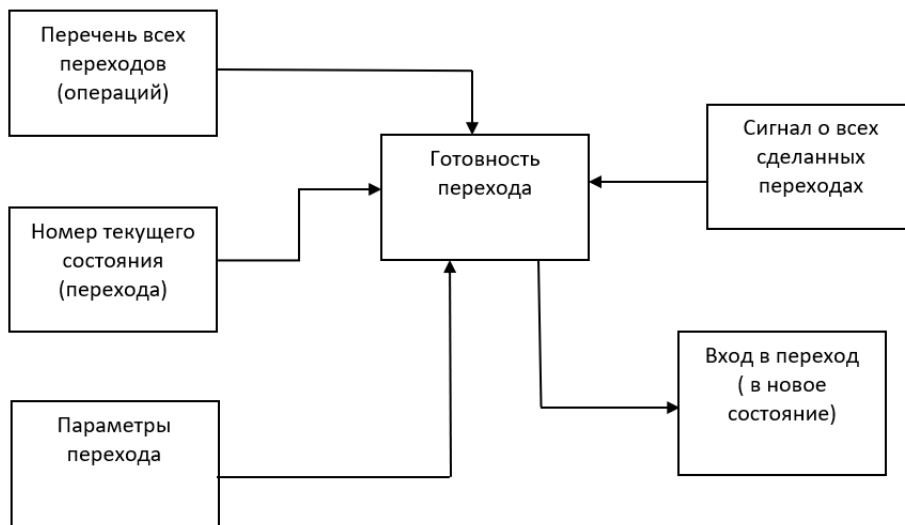 Перечень всех
переходов
(операций)
Готовность
перехода
Сигнал о всех
сделанных
переходах
Номер текущего
состояния
(перехода)
Вход в переход
( в новое
состояние)
Параметры
перехода